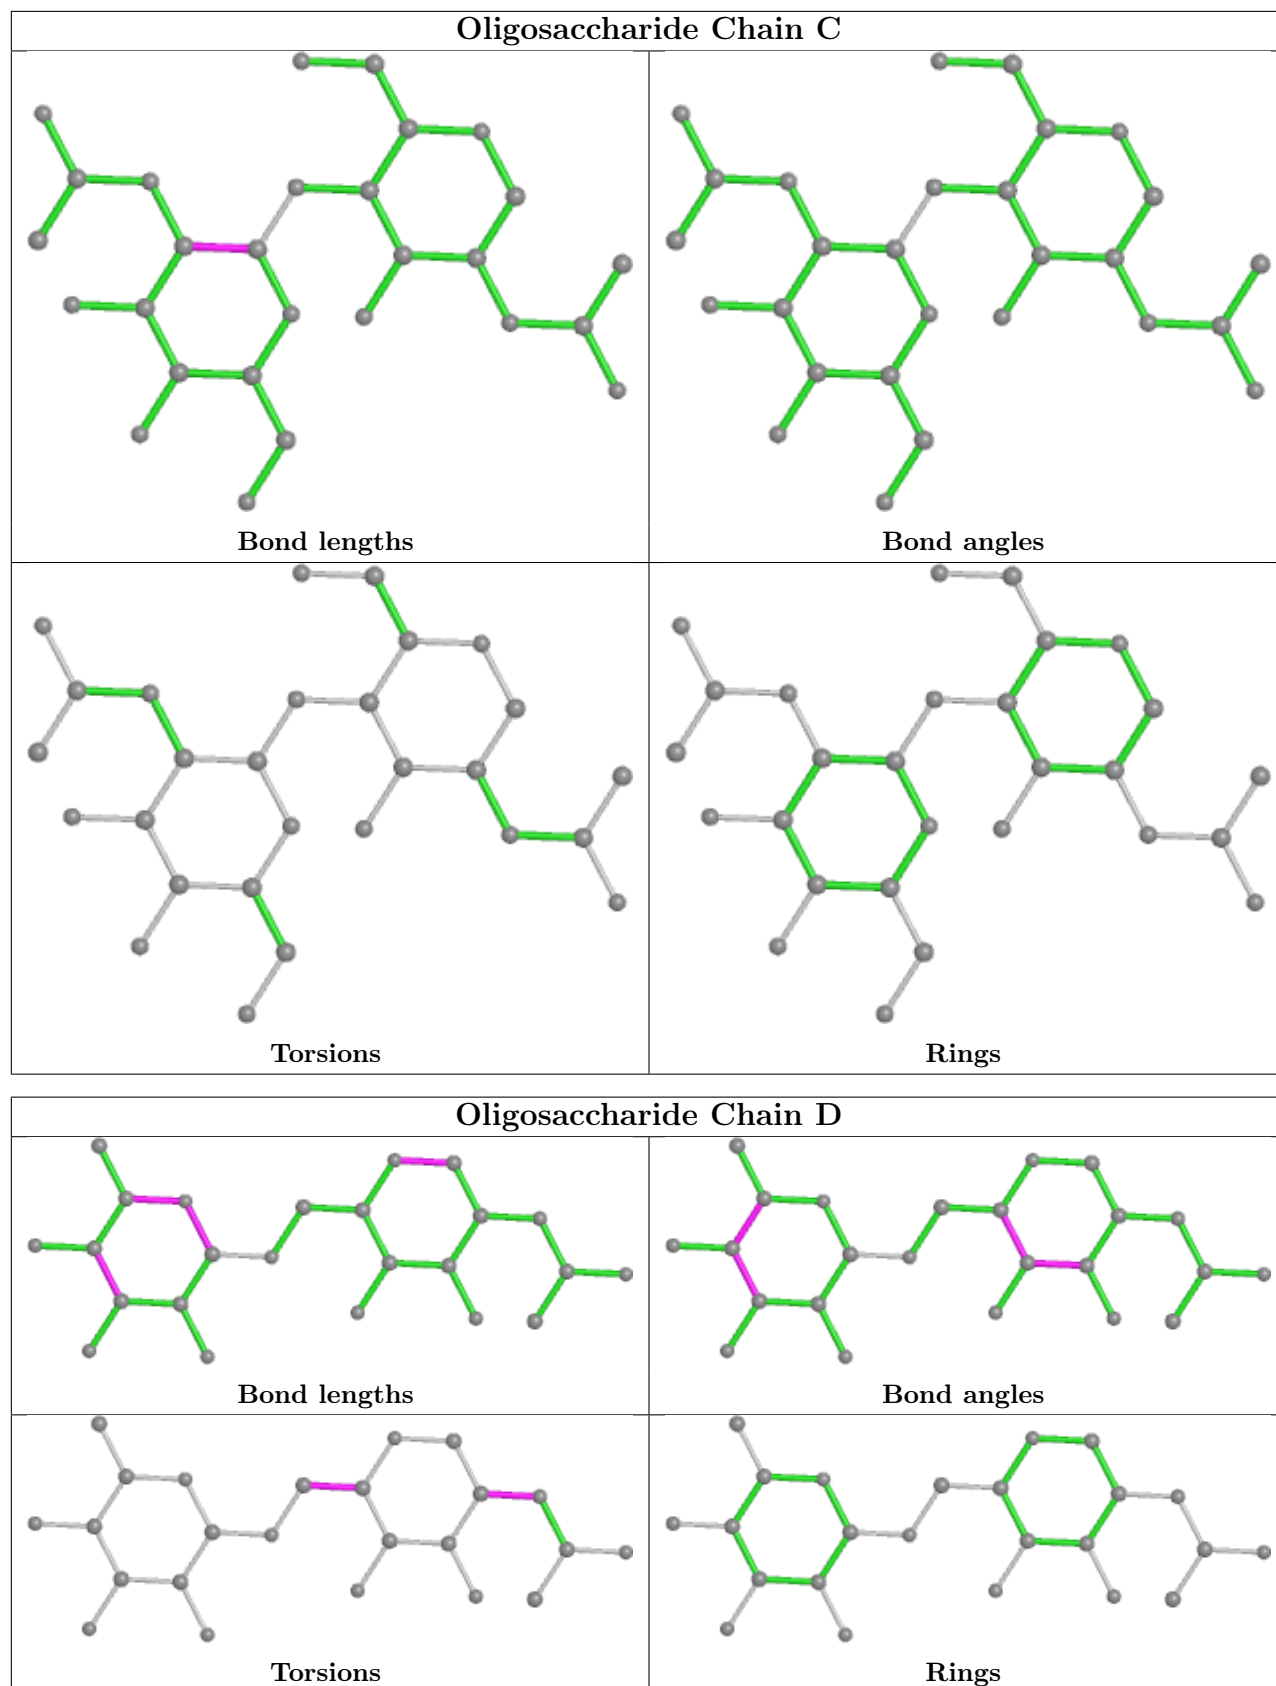 Oligosaccharide Chain C
Bond lengths
Bond angles
Torsions
Rings
Oligosaccharide Chain D
Bond lengths
Bond angles
Torsions
Rings